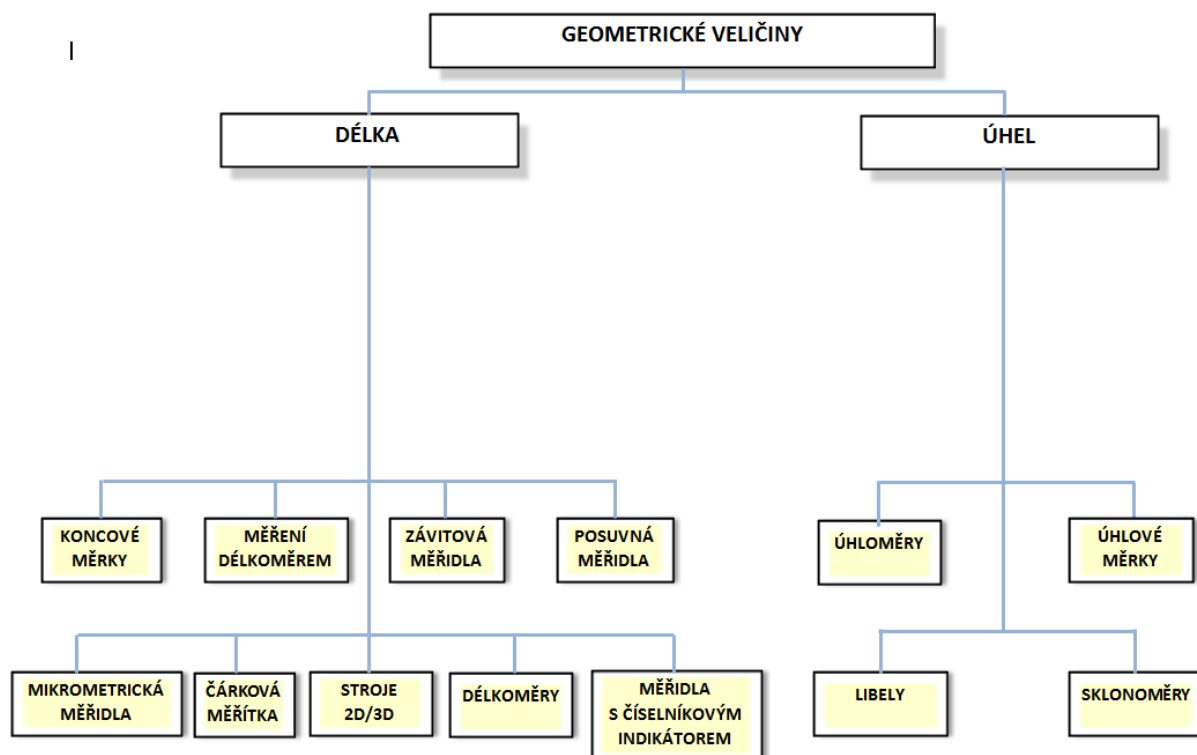 GEOMETRICKÉ VELIČINY
DÉLKA
ÚHEL
KONCOVÉ
MĚRKY
MĚŘENÍ
DÉLKOMĚREM
ZÁVITOVÁ
MĚŘIDLA
POSUVNÁ
MĚŘIDLA
ÚHLOMĚRY
ÚHLOVÉ
MĚRKY
MIKROMETRICKÁ
MĚŘIDLA
ČÁRKOVÁ
MĚŘÍTKA
STROJE
2D/3D
DÉLKOMĚRY
MĚŘIDLA
S ČÍSELNÍKOVÝM
INDIKÁTOREM
LIBELY
SKLONOMĚRY